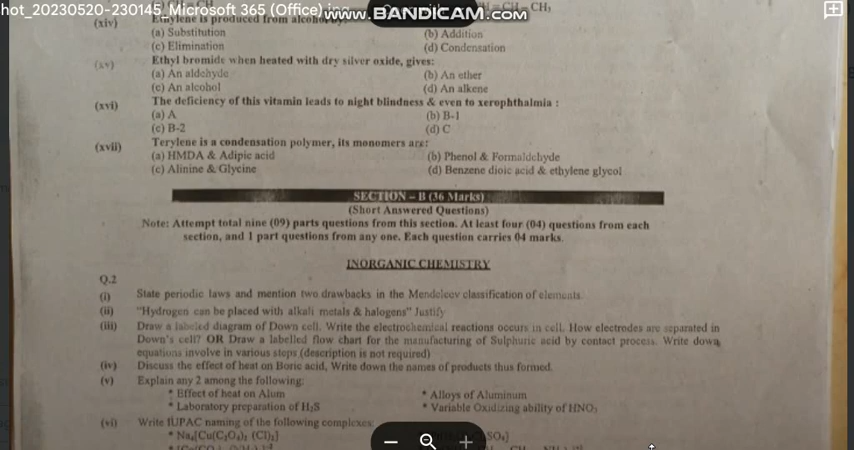 hot_20230520-230145_Microsoft 365 (Office).jpg
www.BANDICAM.com
CH₃
(xiv) Ethylene is produced from alcohol by:
(a) Substitution (b) Addition
(c) Elimination (d) Condensation
(xv) Ethyl bromide when heated with dry silver oxide, gives:
(a) An aldehyde (b) An ether
(c) An alcohol (d) An alkene
(xvi) The deficiency of this vitamin leads to night blindness & even to xerophthalmia :
(a) A (b) B-1
(c) B-2 (d) C
(xvii) Terylene is a condensation polymer, its monomers are:
(a) HMDA & Adipic acid (b) Phenol & Formaldehyde
(c) Alinine & Glycine (d) Benzene dioic acid & ethylene glycol
SECTION – B (36 Marks)
(Short Answered Questions)
Note: Attempt total nine (09) parts questions from this section. At least four (04) questions from each
section, and 1 part questions from any one. Each question carries 04 marks.
INORGANIC CHEMISTRY
Q.2
(i) State periodic laws and mention two drawbacks in the Mendeleev classification of elements.
(ii) "Hydrogen can be placed with alkali metals & halogens" Justify
(iii) Draw a labeled diagram of Down cell. Write the electrochemical reactions occurs in cell. How electrodes are separated in
Down's cell? OR Draw a labelled flow chart for the manufacturing of Sulphuric acid by contact process. Write down
equations involve in various steps (description is not required)
(iv) Discuss the effect of heat on Boric acid, Write down the names of products thus formed.
(v) Explain any 2 among the following:
* Effect of heat on Alum * Alloys of Aluminum
* Laboratory preparation of H₂S * Variable Oxidizing ability of HNO₃
(vi) Write IUPAC naming of the following complexes:
* Na₄[Cu(C₂O₄)₂ (Cl)₂] SO₄]